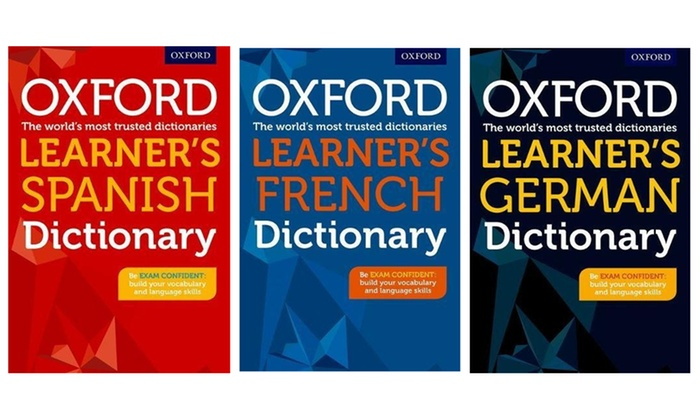 OXFORD
OXFORD
The world's most trusted dictionaries
LEARNER'S
SPANISH
Dictionary
Be EXAM CONFIDENT:
build your vocabulary
and language skills
OXFORD
OXFORD
The world's most trusted dictionaries
LEARNER'S
FRENCH
Dictionary
Be EXAM CONFIDENT:
build your vocabulary
and language skills
OXFORD
OXFORD
The world's most trusted dictionaries
LEARNER'S
GERMAN
Dictionary
Be EXAM CONFIDENT:
build your vocabulary
and language skills